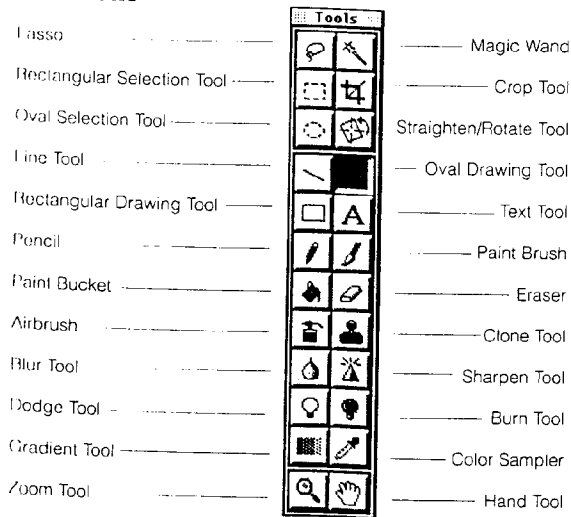 Tools
Lasso
Magic Wand
Rectangular Selection Tool
Crop Tool
Oval Selection Tool
Straighten/Rotate Tool
Line Tool
Oval Drawing Tool
Rectangular Drawing Tool
Text Tool
A
Pencil
Paint Brush
Paint Bucket
Eraser
Airbrush
Clone Tool
Blur Tool
Sharpen Tool
Dodge Tool
Burn Tool
Gradient Tool
Color Sampler
Zoom Tool
Hand Tool